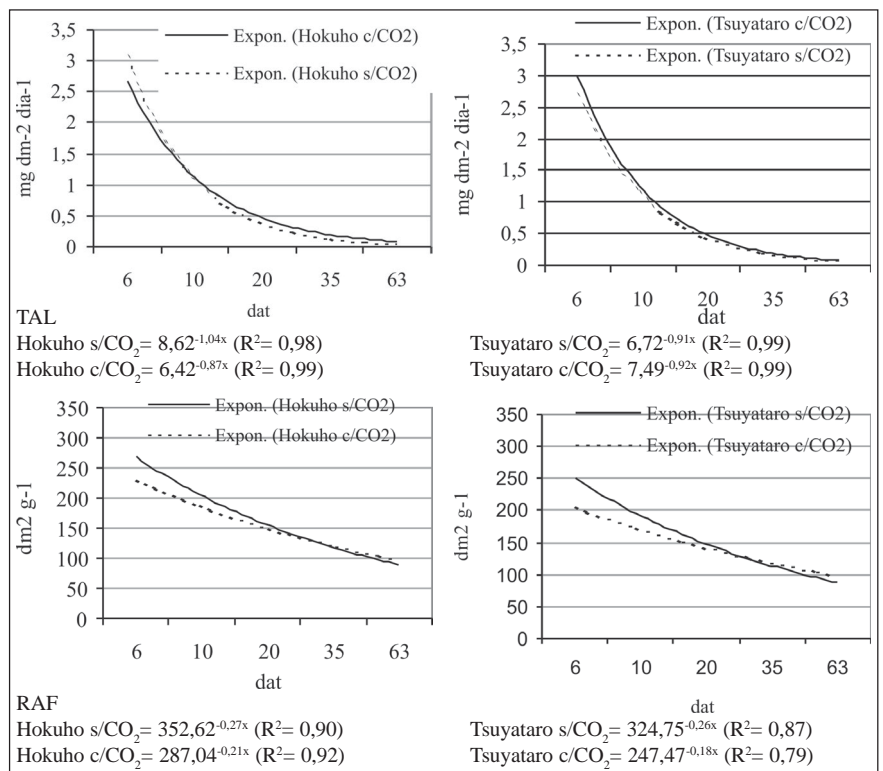 3,5
3
2,5
2
1,5
1
0,5
0
mg dm-2 dia-1
Expon. (Hokuho c/CO2)
Expon. (Hokuho s/CO2)
6 10 20 35 63
dat
3,5
3
2,5
2
1,5
1
0,5
0
mg dm-2 dia-1
Expon. (Tsuyataro c/CO2)
Expon. (Tsuyataro s/CO2)
6 10 20 35 63
dat
TAL
Hokuho s/CO₂= 8,62⁻¹,⁰⁴ˣ (R²= 0,98)
Hokuho c/CO₂= 6,42⁻⁰,⁸⁷ˣ (R²= 0,99)
Tsuyataro s/CO₂= 6,72⁻⁰,⁹¹ˣ (R²= 0,99)
Tsuyataro c/CO₂= 7,49⁻⁰,⁹²ˣ (R²= 0,99)
350
300
250
200
150
100
50
0
dm2 g-1
Expon. (Hokuho s/CO2)
Expon. (Hokuho c/CO2)
6 10 20 35 63
dat
350
300
250
200
150
100
50
0
dm2 g-1
Expon. (Tsuyataro s/CO2)
Expon. (Tsuyataro c/CO2)
6 10 20 35 63
dat
RAF
Hokuho s/CO₂= 352,62⁻⁰,²⁷ˣ (R²= 0,90)
Hokuho c/CO₂= 287,04⁻⁰,²¹ˣ (R²= 0,92)
Tsuyataro s/CO₂= 324,75⁻⁰,²⁶ˣ (R²= 0,87)
Tsuyataro c/CO₂= 247,47⁻⁰,¹⁸ˣ (R²= 0,79)